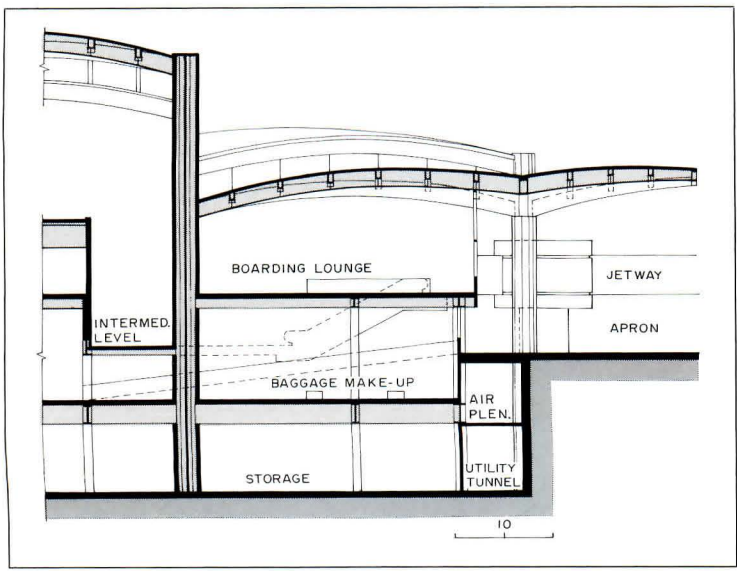 BOARDING LOUNGE
JETWAY
INTERMED.
LEVEL
APRON
BAGGAGE MAKE-UP
AIR
PLEN.
STORAGE
UTILITY
TUNNEL
10